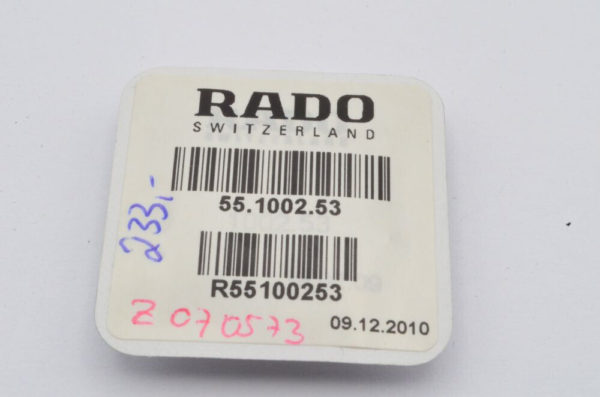 RADO
SWITZERLAND
55.1002.53
233,-
R55100253
Z 070573
09.12.2010